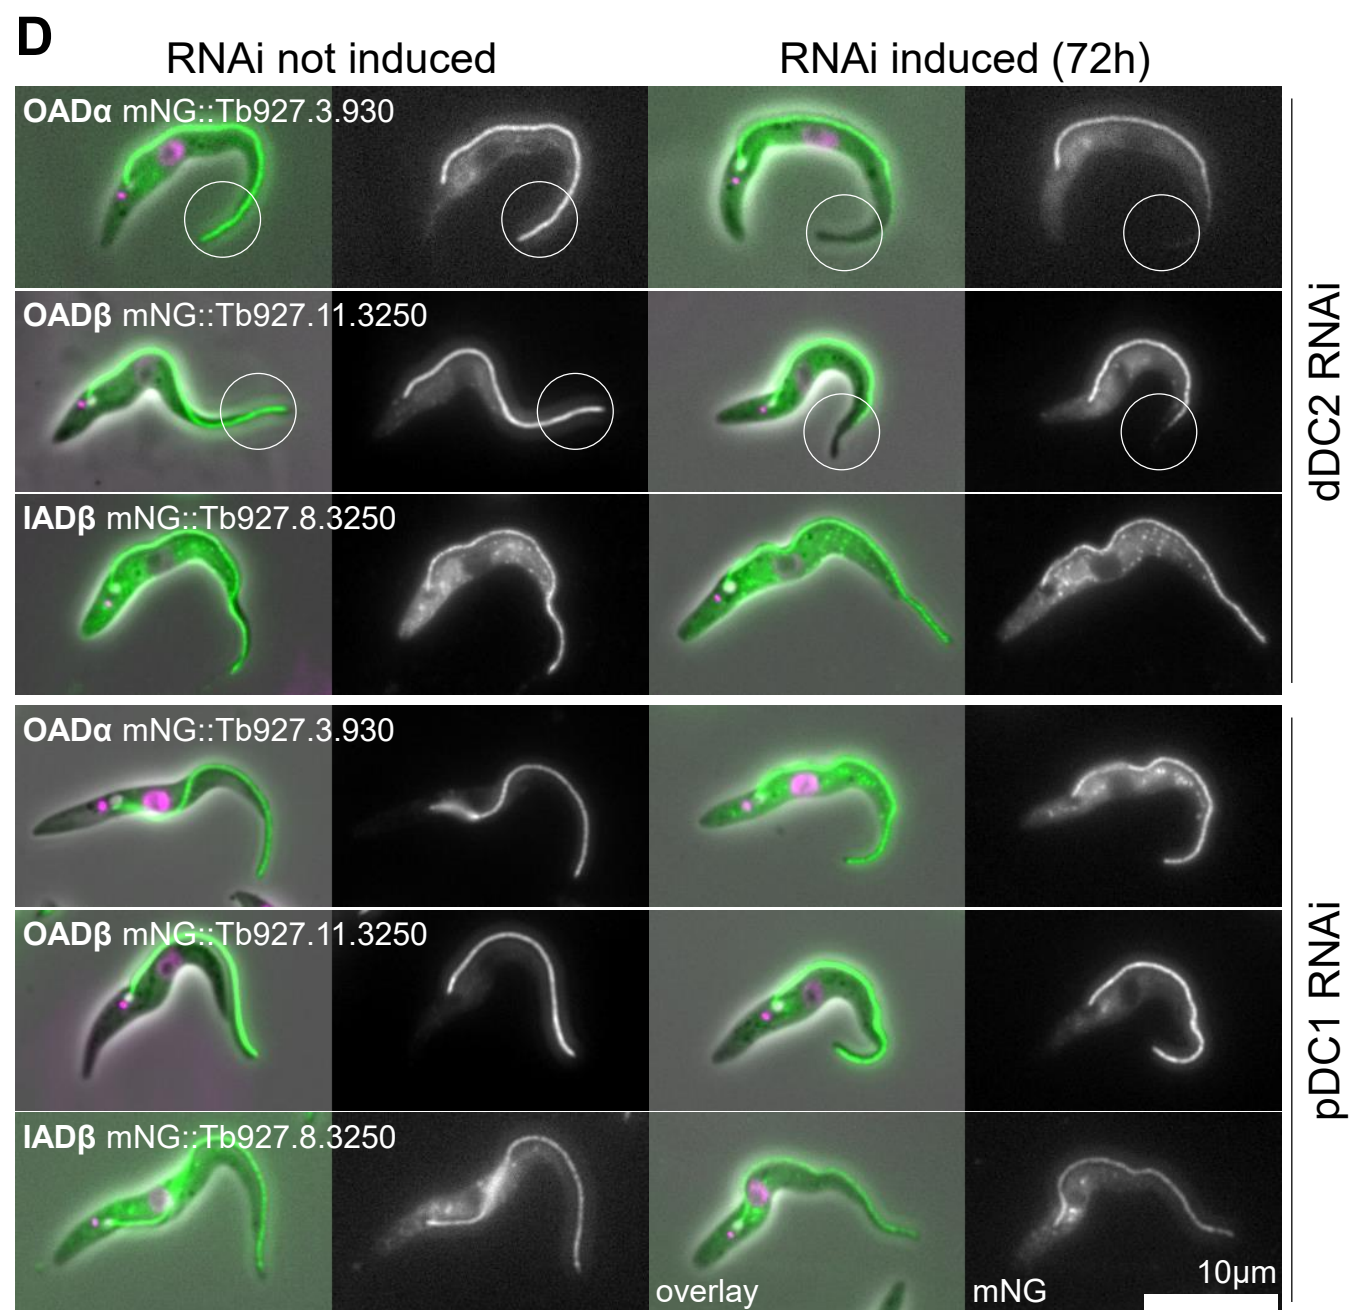 D
RNAi not induced
RNAi induced (72h)
OADα mNG::Tb927.3.930
OADβ mNG::Tb927.11.3250
IADβ mNG::Tb927.8.3250
dDC2 RNAi
OADα mNG::Tb927.3.930
OADβ mNG::Tb927.11.3250
IADβ mNG::Tb927.8.3250
pDC1 RNAi
overlay
mNG
10μm